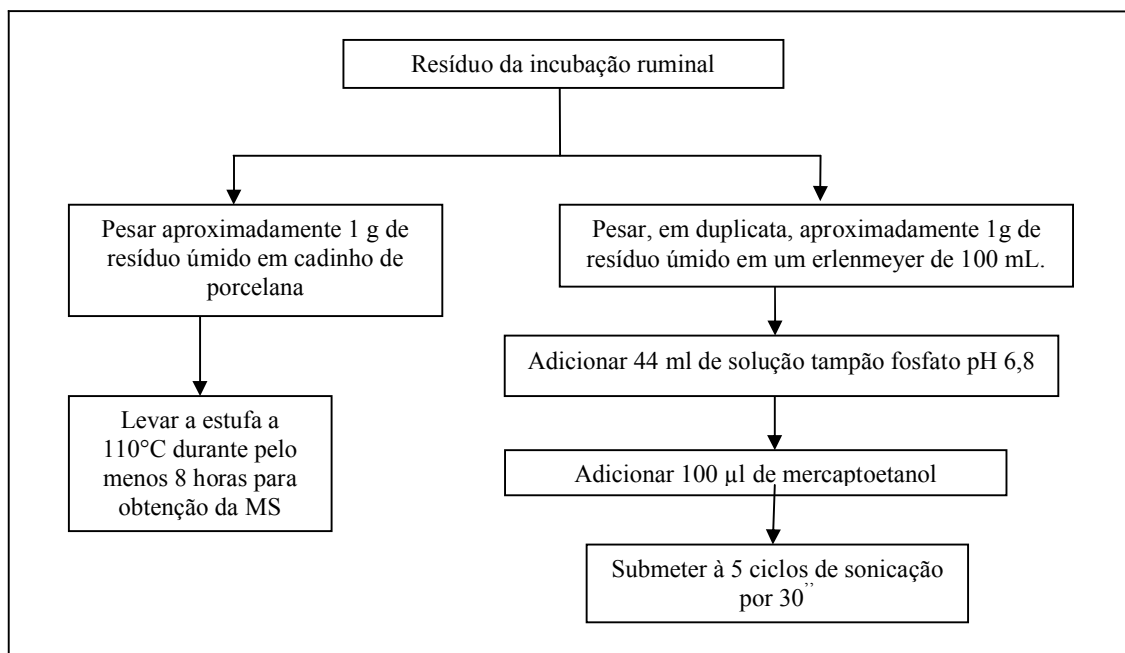 Resíduo da incubação ruminal
Pesar aproximadamente 1 g de
resíduo úmido em cadinho de
porcelana
Levar a estufa a
110°C durante pelo
menos 8 horas para
obtenção da MS
Pesar, em duplicata, aproximadamente 1g de
resíduo úmido em um erlenmeyer de 100 mL.
Adicionar 44 ml de solução tampão fosfato pH 6,8
Adicionar 100 µl de mercaptoetanol
Submeter à 5 ciclos de sonicação
por 30’’